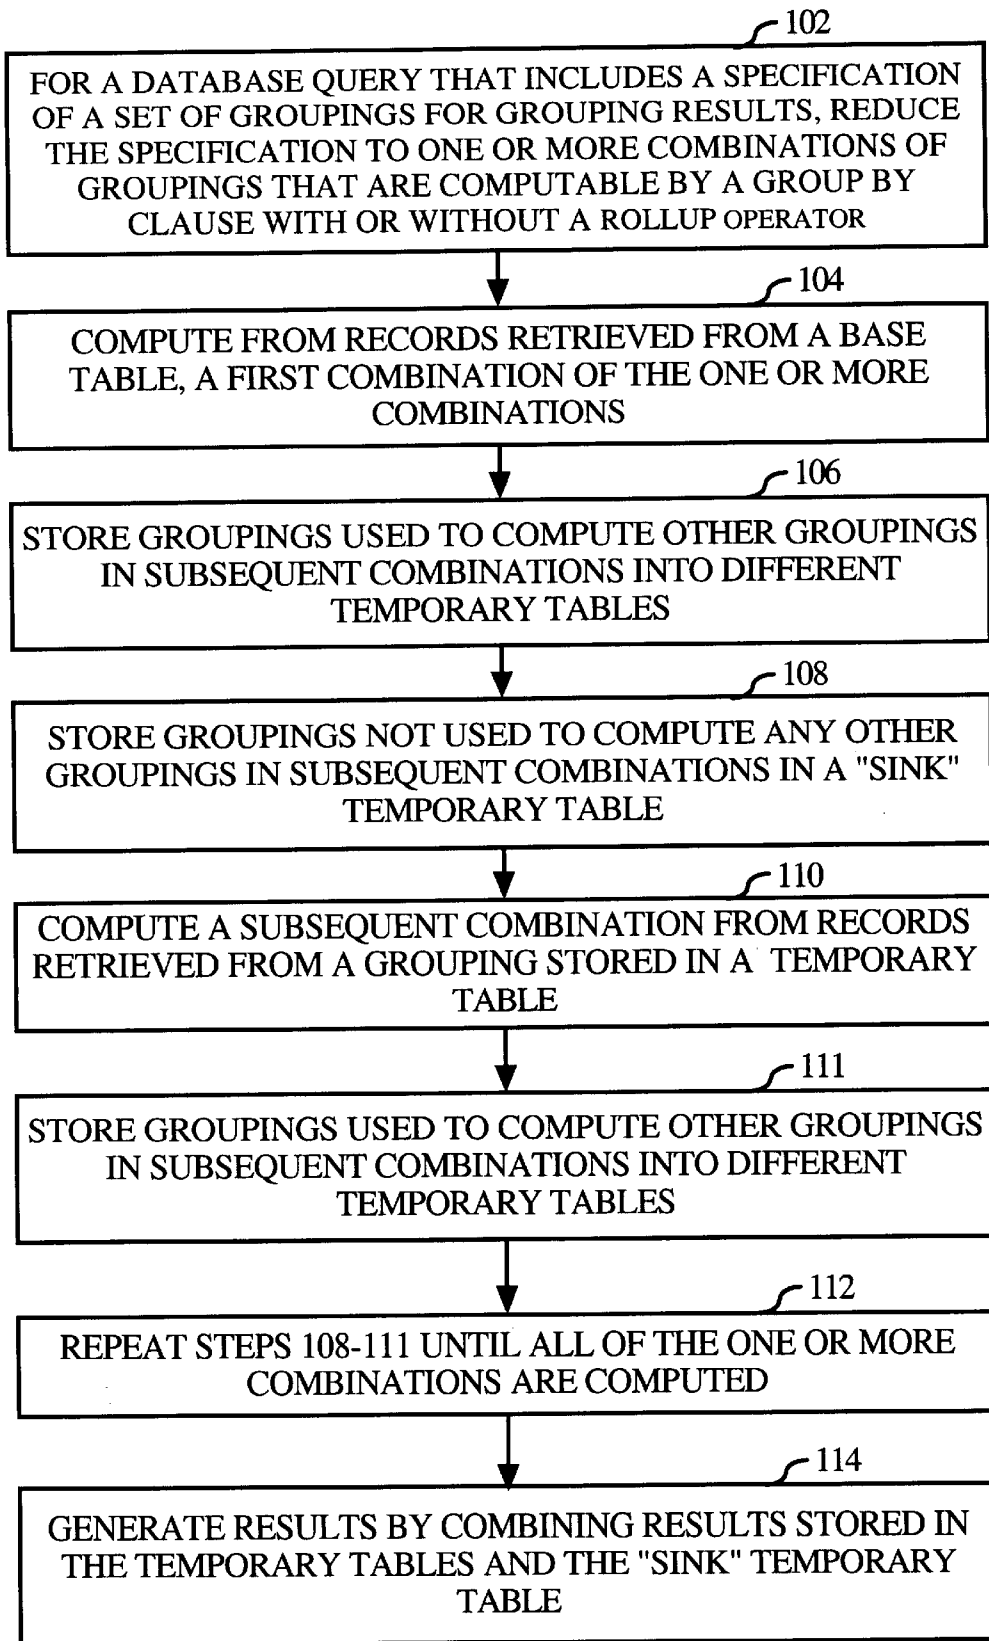 102
FOR A DATABASE QUERY THAT INCLUDES A SPECIFICATION
OF A SET OF GROUPINGS FOR GROUPING RESULTS, REDUCE
THE SPECIFICATION TO ONE OR MORE COMBINATIONS OF
GROUPINGS THAT ARE COMPUTABLE BY A GROUP BY
CLAUSE WITH OR WITHOUT A ROLLUP OPERATOR
104
COMPUTE FROM RECORDS RETRIEVED FROM A BASE
TABLE, A FIRST COMBINATION OF THE ONE OR MORE
COMBINATIONS
106
STORE GROUPINGS USED TO COMPUTE OTHER GROUPINGS
IN SUBSEQUENT COMBINATIONS INTO DIFFERENT
TEMPORARY TABLES
108
STORE GROUPINGS NOT USED TO COMPUTE ANY OTHER
GROUPINGS IN SUBSEQUENT COMBINATIONS IN A "SINK"
TEMPORARY TABLE
110
COMPUTE A SUBSEQUENT COMBINATION FROM RECORDS
RETRIEVED FROM A GROUPING STORED IN A TEMPORARY
TABLE
111
STORE GROUPINGS USED TO COMPUTE OTHER GROUPINGS
IN SUBSEQUENT COMBINATIONS INTO DIFFERENT
TEMPORARY TABLES
112
REPEAT STEPS 108-111 UNTIL ALL OF THE ONE OR MORE
COMBINATIONS ARE COMPUTED
114
GENERATE RESULTS BY COMBINING RESULTS STORED IN
THE TEMPORARY TABLES AND THE "SINK" TEMPORARY
TABLE